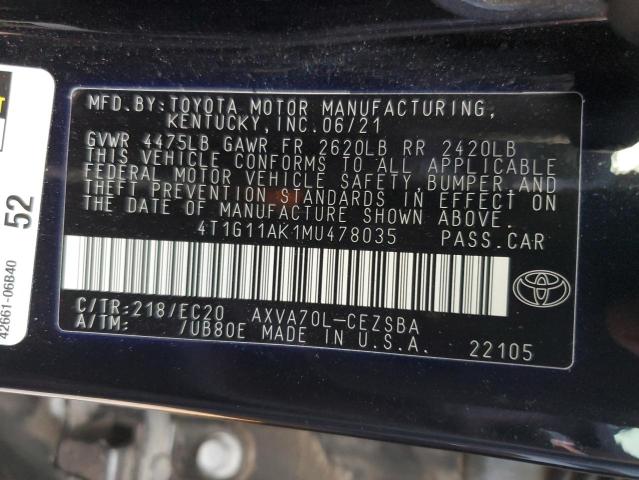 MFD.BY:TOYOTA MOTOR MANUFACTURING,
KENTUCKY,INC.06/21
GVWR 4475LB GAWR FR 2620LB RR 2420LB
THIS VEHICLE CONFORMS TO ALL APPLICABLE
FEDERAL MOTOR VEHICLE SAFETY,BUMPER,AND
THEFT PREVENTION STANDARDS IN EFFECT ON
THE DATE OF MANUFACTURE SHOWN ABOVE.
4T1G11AK1MU478035 PASS.CAR
C/TR:218/EC20 AXVA70L-CEZSBA
A/TM: /UB80E MADE IN U.S.A. 22105
TOYOTA
52
42661-06B40